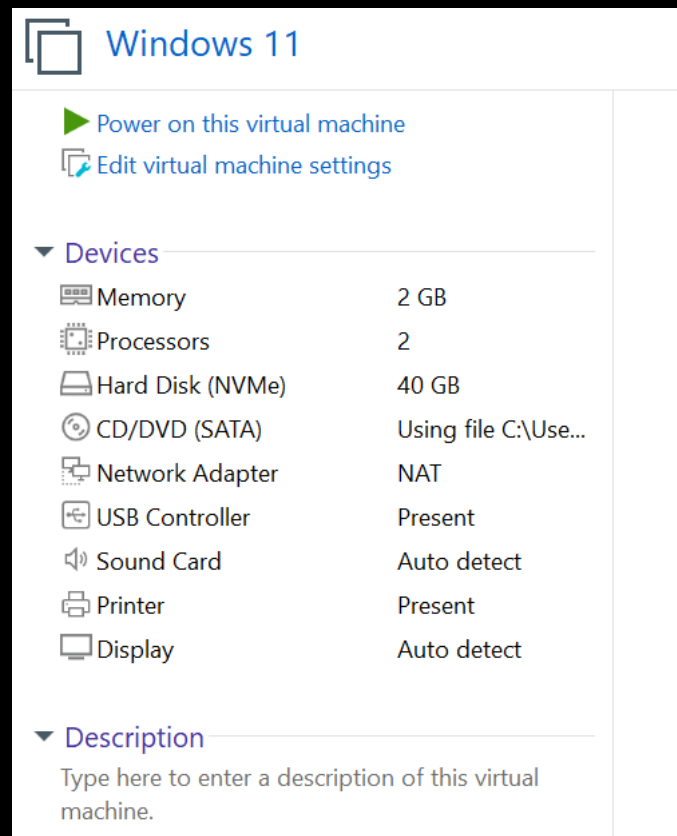 Windows 11
Power on this virtual machine
Edit virtual machine settings
Devices
Memory 2 GB
Processors 2
Hard Disk (NVMe) 40 GB
CD/DVD (SATA) Using file C:\Use...
Network Adapter NAT
USB Controller Present
Sound Card Auto detect
Printer Present
Display Auto detect
Description
Type here to enter a description of this virtual
machine.